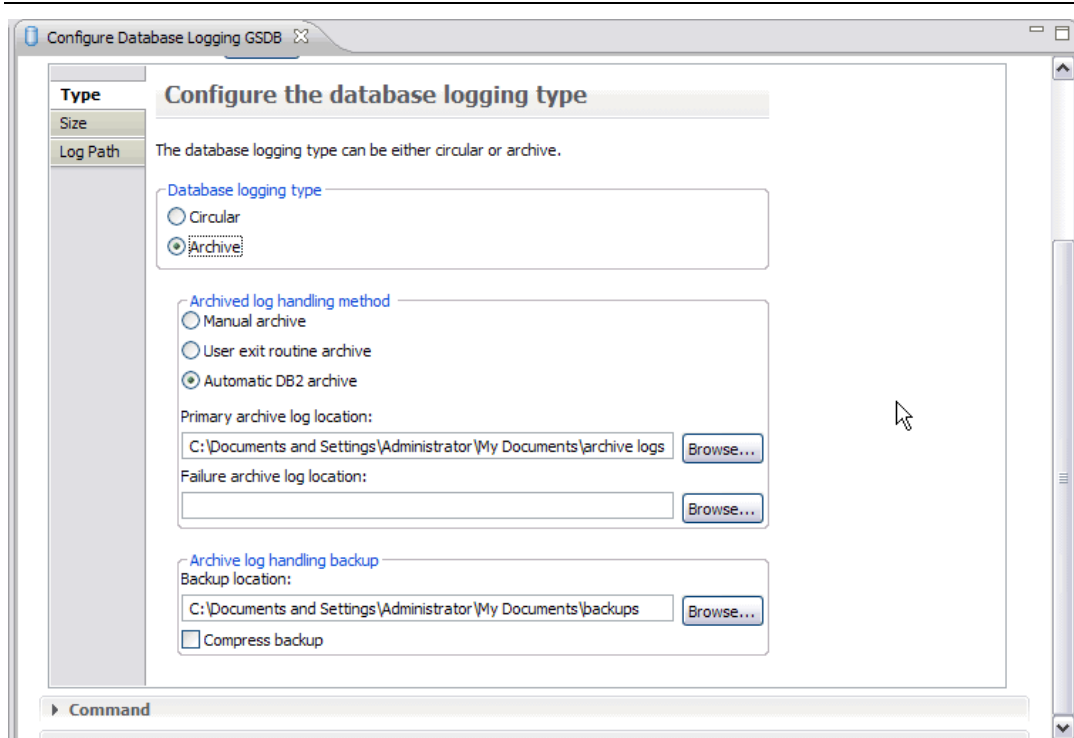 Configure Database Logging GSDB
Type
Configure the database logging type
Size
Log Path
The database logging type can be either circular or archive.
Database logging type
Circular
Archive
Archived log handling method
Manual archive
User exit routine archive
Automatic DB2 archive
Primary archive log location:
C:\Documents and Settings\Administrator\My Documents\archive logs
Browse...
Failure archive log location:
Browse...
Archive log handling backup
Backup location:
C:\Documents and Settings\Administrator\My Documents\backups
Browse...
Compress backup
Command